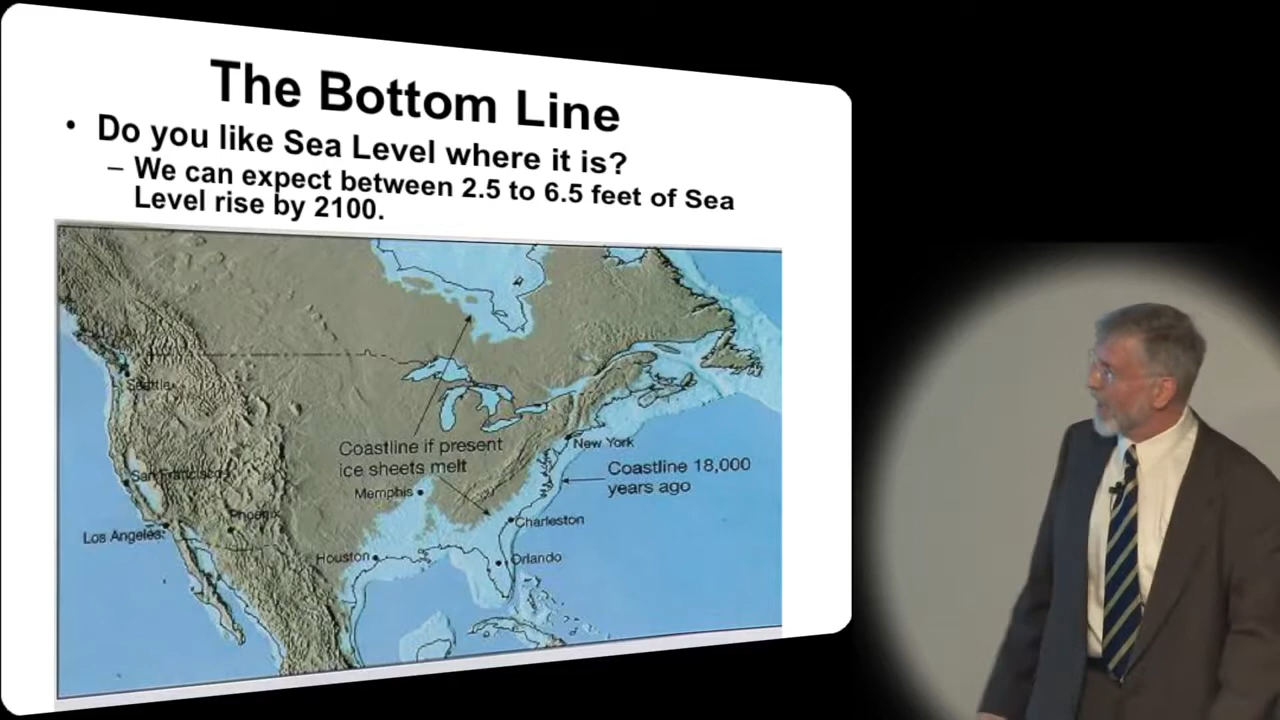 The Bottom Line
• Do you like Sea Level where it is?
– We can expect between 2.5 to 6.5 feet of Sea
Level rise by 2100.
Seattle
Coastline if present
ice sheets melt
New York
Coastline 18,000
years ago
San Francisco
Memphis
Phoenix
Charleston
Los Angeles
Houston
Orlando